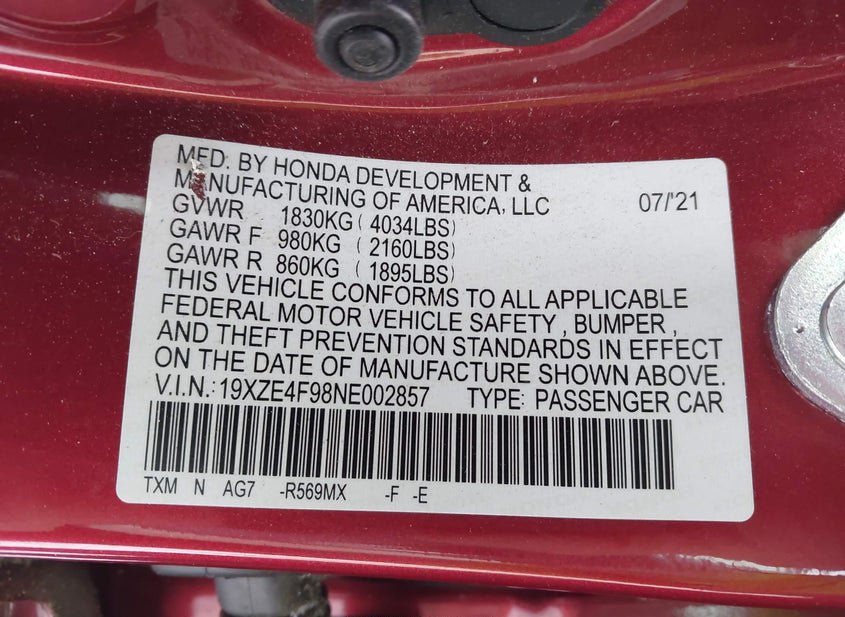 MFD. BY HONDA DEVELOPMENT &
MANUFACTURING OF AMERICA, LLC 07/'21
GVWR 1830KG ( 4034LBS)
GAWR F 980KG ( 2160LBS)
GAWR R 860KG ( 1895LBS)
THIS VEHICLE CONFORMS TO ALL APPLICABLE
FEDERAL MOTOR VEHICLE SAFETY , BUMPER ,
AND THEFT PREVENTION STANDARDS IN EFFECT
ON THE DATE OF MANUFACTURE SHOWN ABOVE.
V.I.N.: 19XZE4F98NE002857 TYPE: PASSENGER CAR
TXM N AG7 -R569MX -F -E